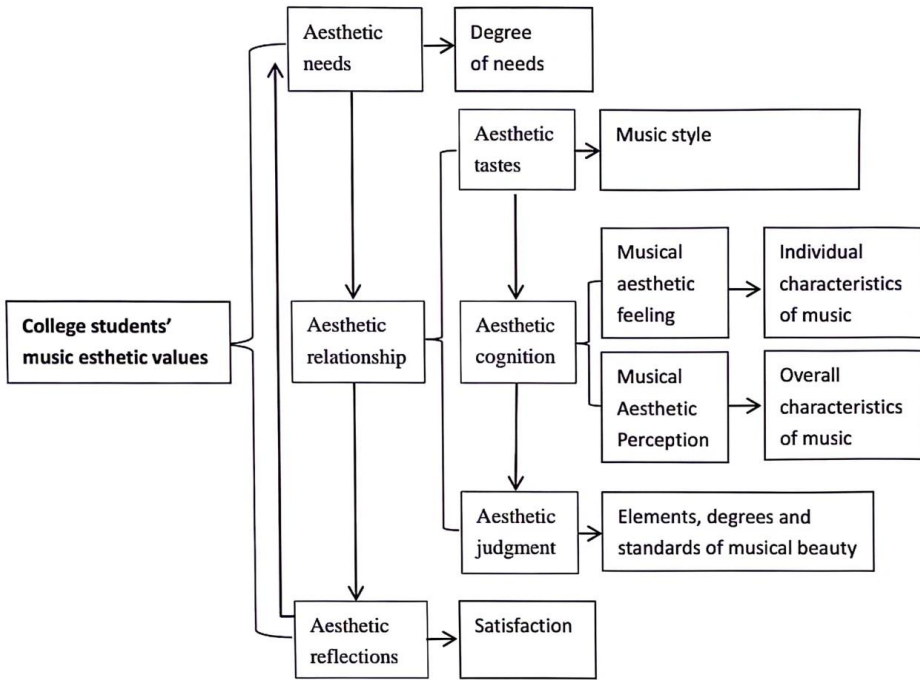 Aesthetic
needs
Degree
of needs
Aesthetic
tastes
Music style
Musical
aesthetic
feeling
Individual
characteristics
of music
College students’
music esthetic values
Aesthetic
relationship
Aesthetic
cognition
Musical
Aesthetic
Perception
Overall
characteristics
of music
Aesthetic
judgment
Elements, degrees and
standards of musical beauty
Aesthetic
reflections
Satisfaction